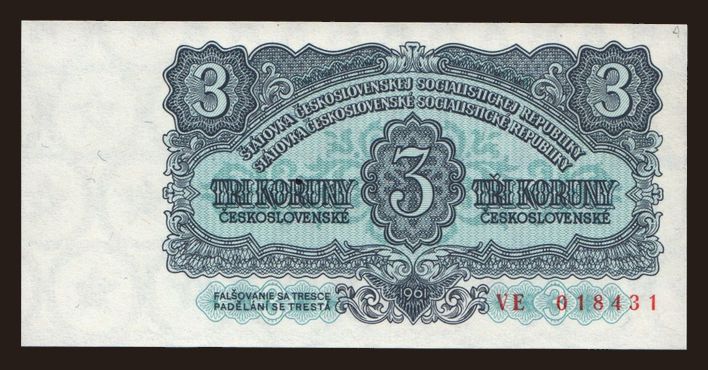 3 3
ŠTÁTOVKA ČESKOSLOVENSKEJ SOCIALISTICKEJ REPUBLIKY
STÁTOVKA ČESKOSLOVENSKÉ SOCIALISTICKÉ REPUBLIKY
3
TRI KORUNY TŘI KORUNY
ČESKOSLOVENSKÉ ČESKOSLOVENSKÉ
1961
FALŠOVANIE SA TRESCE
PADĚLÁNÍ SE TRESTÁ
VE 018431